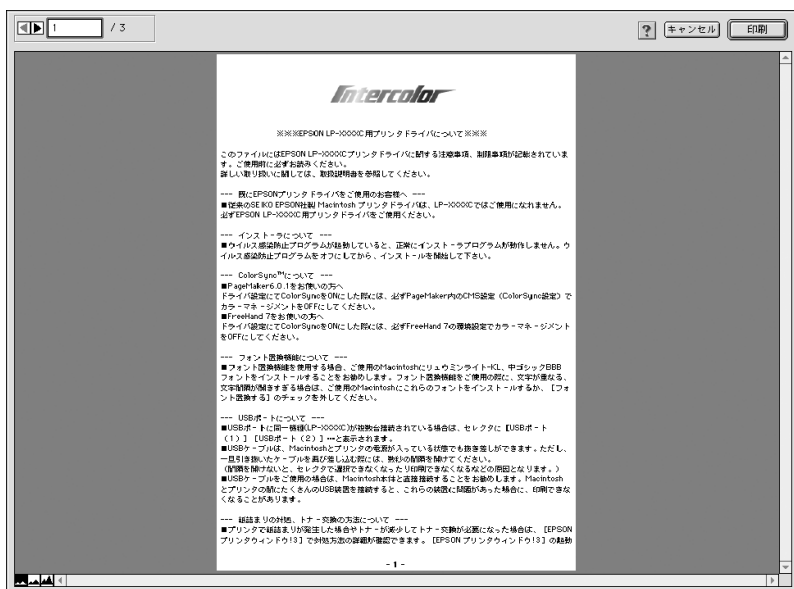 1 / 3
?
キャンセル
印刷
Intercolor
※※※EPSON LP-XXXXC用プリンタドライバについて※※※
このファイルにはEPSON LP-XXXXCプリンタドライバに関する注意事項、制限事項が記載されていま
す。ご使用前に必ずお読みください。
詳しい取り扱いに関しては、取扱説明書を参照してください。
--- 既にEPSONプリンタドライバをご使用のお客様へ ---
■従来のSEIKO EPSON社製 Macintosh プリンタドライバは、LP-XXXXCではご使用になれません。
必ずEPSON LP-XXXXC用プリンタドライバをご使用ください。
--- インストーラについて ---
■ウイルス感染防止プログラムが起動していると、正常にインストーラプログラムが動作しません。ウ
イルス感染防止プログラムをオフにしてから、インストールを開始して下さい。
--- ColorSync™について ---
■PageMaker6.0.1をお使いの方へ
ドライバ設定にてColorSyncをONにした際には、必ずPageMaker内のCMS設定（ColorSync設定）で
カラーマネージメントをOFFにしてください。
■FreeHand 7をお使いの方へ
ドライバ設定にてColorSyncをONにした際には、必ずFreeHand 7の環境設定でカラーマネージメント
をOFFにしてください。
--- フォント置換機能について ---
■フォント置換機能を使用する場合、ご使用のMacintoshにリュウミンライト-KL、中ゴシックBBB
フォントをインストールすることをお勧めします。フォント置換機能をご使用の際に、文字が重なる、
文字間隔が開きすぎる場合は、ご使用のMacintoshにこれらのフォントをインストールするか、［フォ
ント置換する］のチェックを外してください。
--- USBポートについて ---
■USBポートに同一機種(LP-XXXXC)が複数台接続されている場合は、セレクタに【USBポート
（1）］［USBポート（2）］…と表示されます。
■USBケーブルは、Macintoshとプリンタの電源が入っている状態でも抜き差しができます。ただし、
一旦引き抜いたケーブルを再び差し込む際には、数秒の間隔を開けてください。
（間隔を開けないと、セレクタで選択できなくなったり印刷できなくなるなどの原因となります。）
■USBケーブルをご使用の場合は、Macintosh本体と直接接続することをお勧めします。Macintosh
とプリンタの間にたくさんのUSB装置を接続すると、これらの装置に問題があった場合に、印刷できな
くなることがあります。
--- 紙詰まりの対処、トナー交換の方法について ---
■プリンタで紙詰まりが発生した場合やトナーが減少してトナー交換が必要になった場合は、［EPSON
プリンタウィンドウ!3］で対処方法の詳細が確認できます。［EPSON プリンタウィンドウ!3］の起動
- 1 -